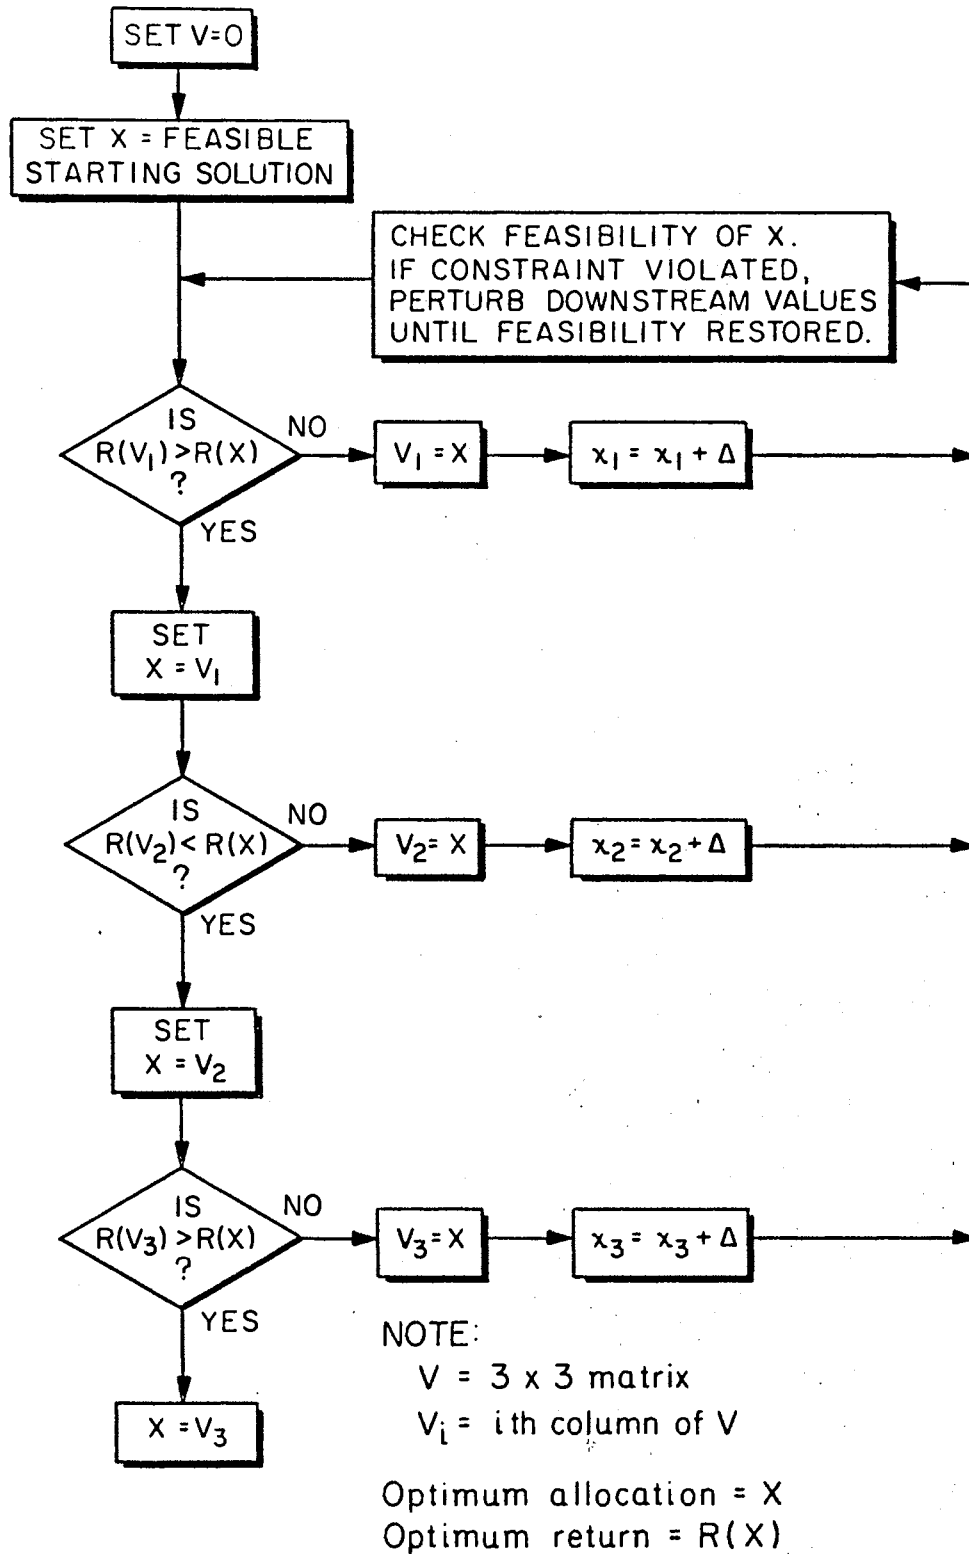 SET V=0
SET X = FEASIBLE
STARTING SOLUTION
CHECK FEASIBILITY OF X.
IF CONSTRAINT VIOLATED,
PERTURB DOWNSTREAM VALUES
UNTIL FEASIBILITY RESTORED.
IS
R(V₁)>R(X)
?
NO
V₁ = X
x₁ = x₁ + Δ
YES
SET
X = V₁
IS
R(V₂)< R(X)
?
NO
V₂= X
x₂= x₂+ Δ
YES
SET
X = V₂
IS
R(V₃)>R(X)
?
NO
V₃=X
x₃ = x₃ + Δ
YES
X =V₃
NOTE:
V = 3 x 3 matrix
Vᵢ = i th column of V
Optimum allocation = X
Optimum return = R(X)